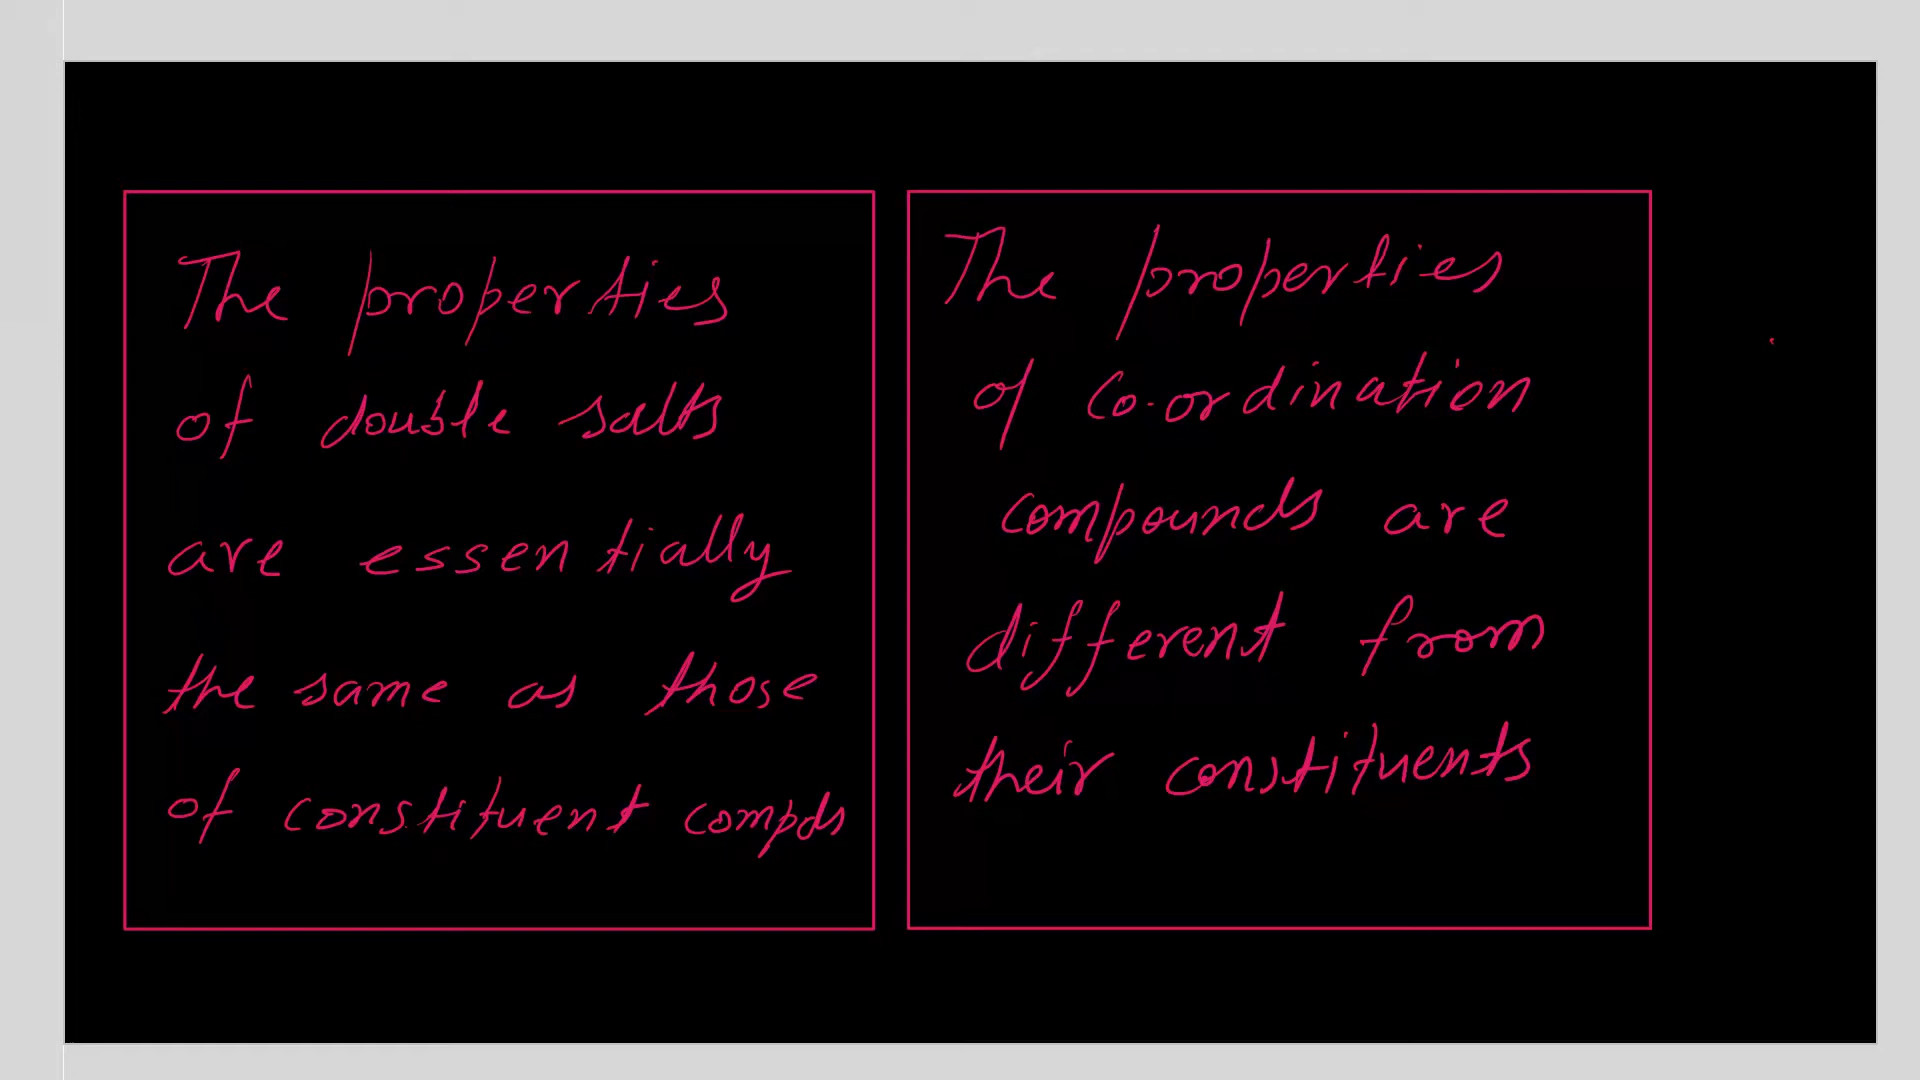 The properties
of double salts
are essentially
the same as those
of constituent compds
The properties
of Co-ordination
compounds are
different from
their constituents